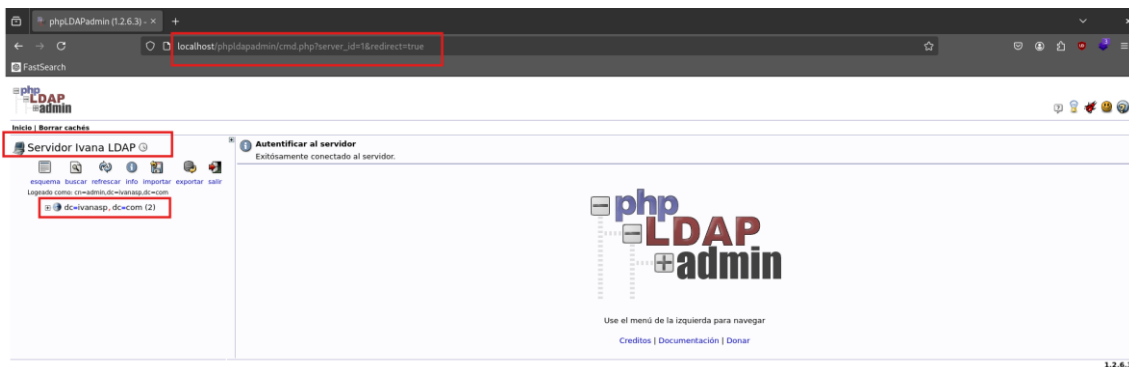 phpLDAPadmin (1.2.6.3) -
localhost/phpldapadmin/cmd.php?server_id=1&redirect=true
FastSearch
php
LDAP
admin
Inicio | Borrar cachés
Servidor Ivana LDAP
esquema buscar refrescar info importar exportar salir
Logeado como: cn=admin,dc=ivanasp,dc=com
dc=ivanasp, dc=com (2)
Autentificar al servidor
Exitósamente conectado al servidor.
php
LDAP
admin
Use el menú de la izquierda para navegar
Creditos | Documentación | Donar
1.2.6.3